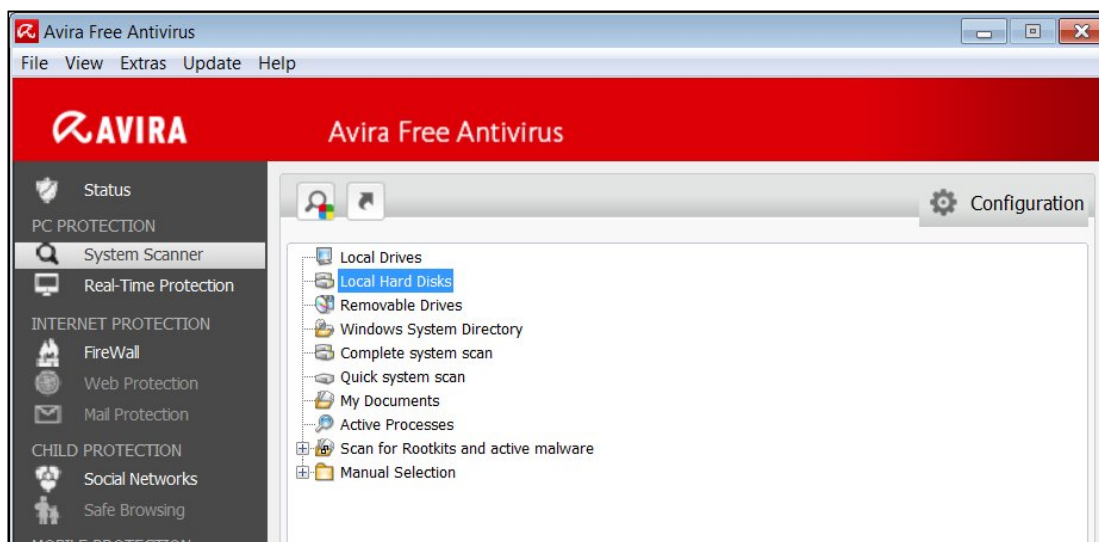 Avira Free Antivirus
File View Extras Update Help
AVIRA
Avira Free Antivirus
Status
PC PROTECTION
System Scanner
Real-Time Protection
INTERNET PROTECTION
FireWall
Web Protection
Mail Protection
CHILD PROTECTION
Social Networks
Safe Browsing
MOBILE PROTECTION
Configuration
Local Drives
Local Hard Disks
Removable Drives
Windows System Directory
Complete system scan
Quick system scan
My Documents
Active Processes
Scan for Rootkits and active malware
Manual Selection